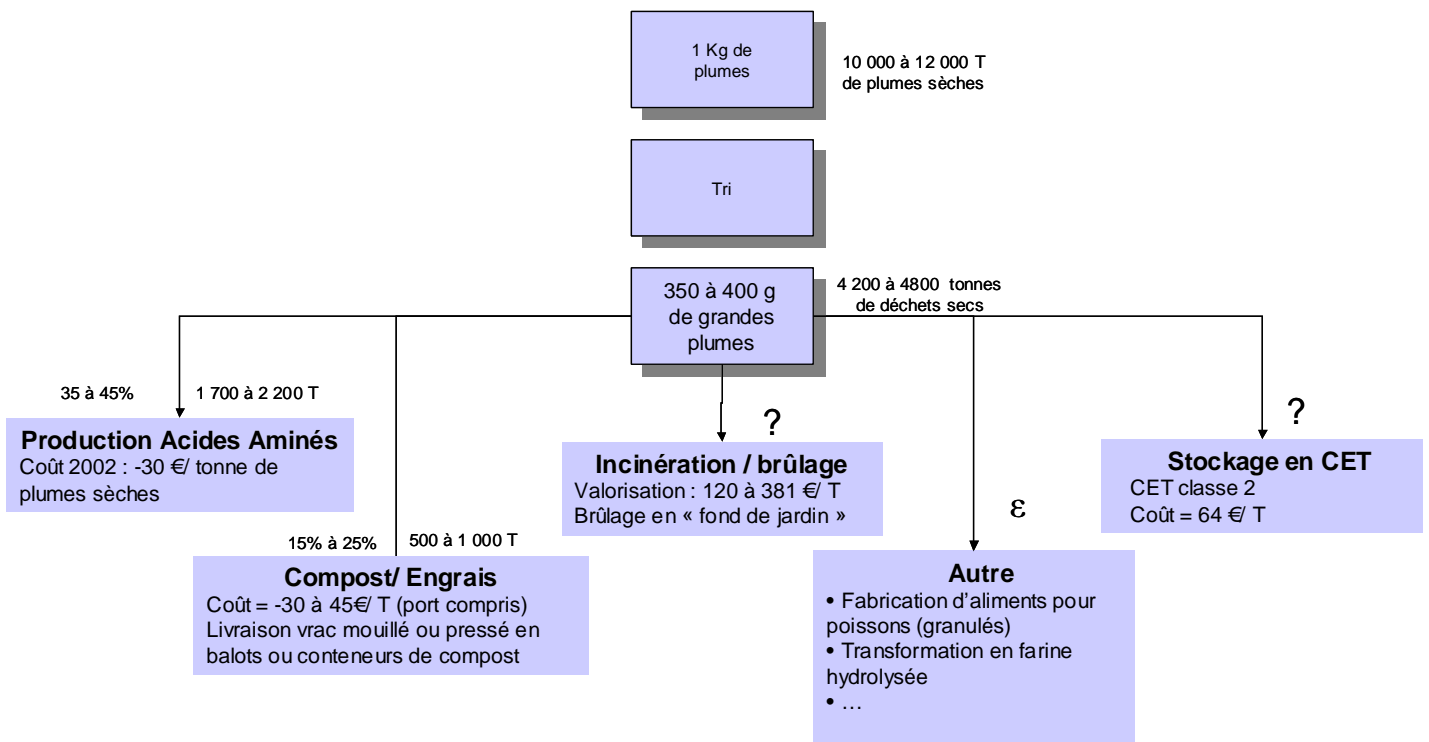 1 Kg de
plumes
10 000 à 12 000 T
de plumes sèches
Tri
350 à 400 g
de grandes
plumes
4 200 à 4800 tonnes
de déchets secs
35 à 45%
1 700 à 2 200 T
Production Acides Aminés
Coût 2002 : -30 €/ tonne de
plumes sèches
15% à 25%
500 à 1 000 T
Compost/ Engrais
Coût = -30 à 45€/ T (port compris)
Livraison vrac mouillé ou pressé en
balots ou conteneurs de compost
?
Incinération / brûlage
Valorisation : 120 à 381 €/ T
Brûlage en « fond de jardin »
ε
Autre
• Fabrication d'aliments pour
poissons (granulés)
• Transformation en farine
hydrolysée
• …
?
Stockage en CET
CET classe 2
Coût = 64 €/ T